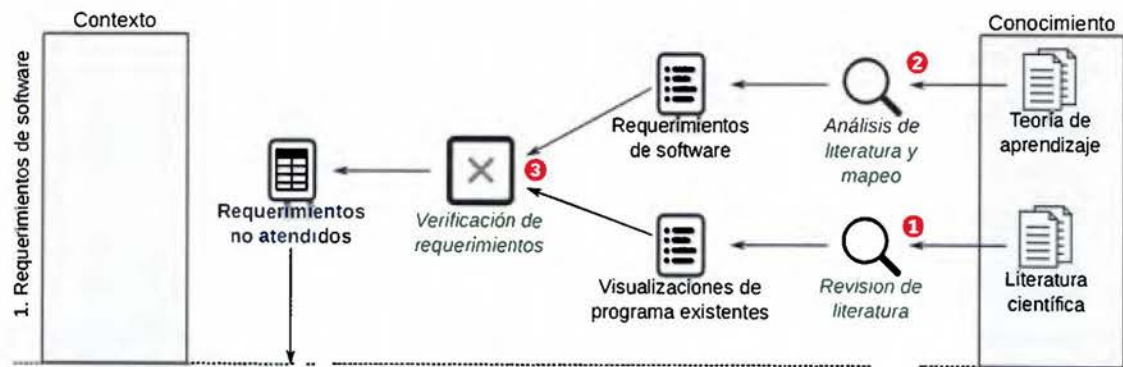 Contexto
Conocimiento
1. Requerimientos de software
2
Requerimientos
de software
Análisis de
literatura y
mapeo
Teoría de
aprendizaje
3
Requerimientos
no atendidos
Verificación de
requerimientos
1
Visualizaciones de
programa existentes
Revisión de
literatura
Literatura
científica